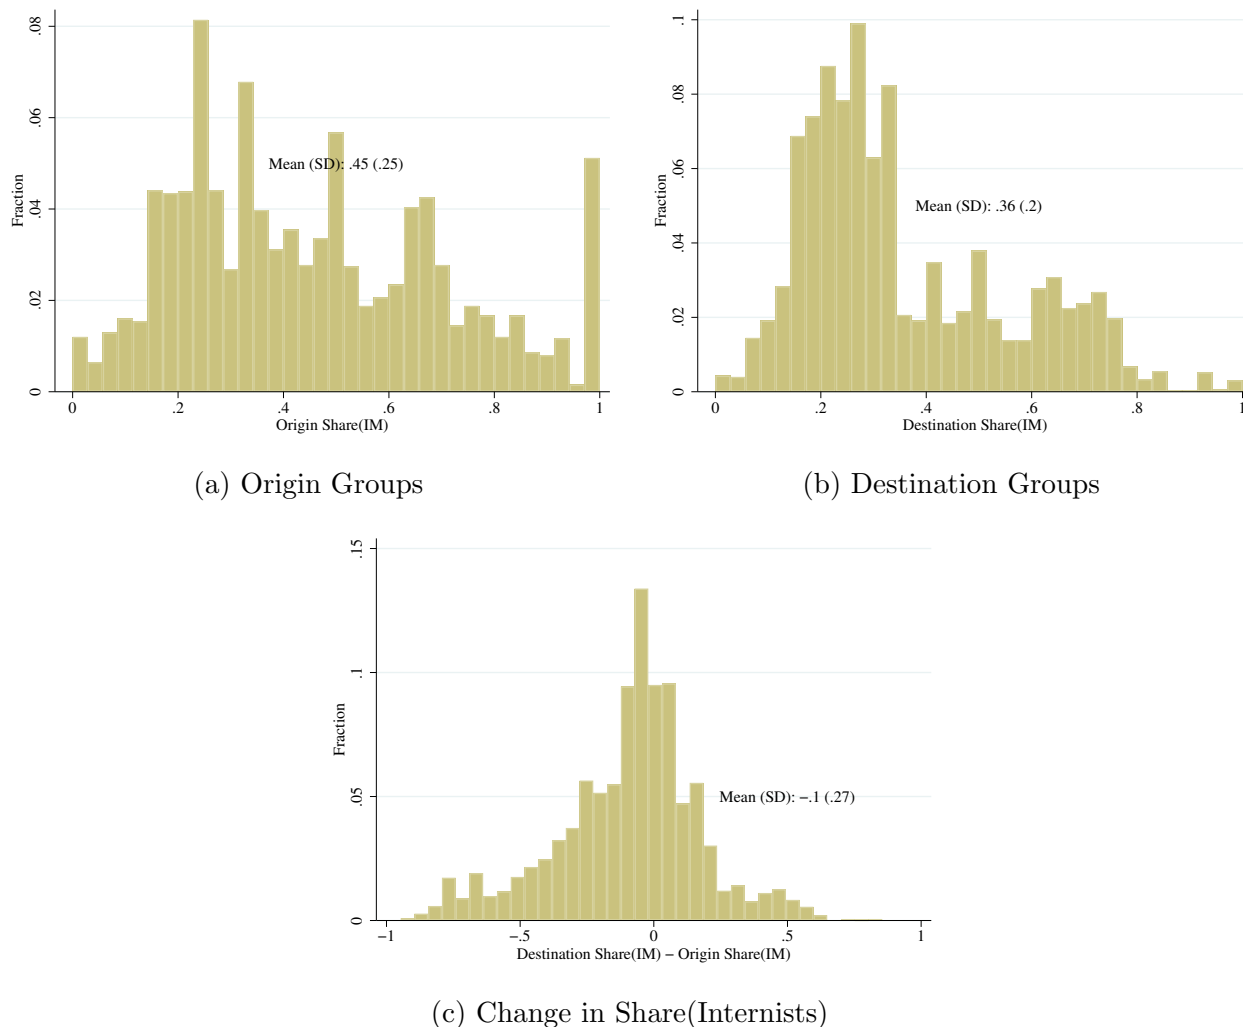 .08
.06
.04
.02
0
Fraction
Mean (SD): .45 (.25)
0 .2 .4 .6 .8 1
Origin Share(IM)
(a) Origin Groups
.1
.08
.06
.04
.02
0
Fraction
Mean (SD): .36 (.2)
0 .2 .4 .6 .8 1
Destination Share(IM)
(b) Destination Groups
.15
.1
.05
0
Fraction
Mean (SD): −.1 (.27)
−1 −.5 0 .5 1
Destination Share(IM) − Origin Share(IM)
(c) Change in Share(Internists)